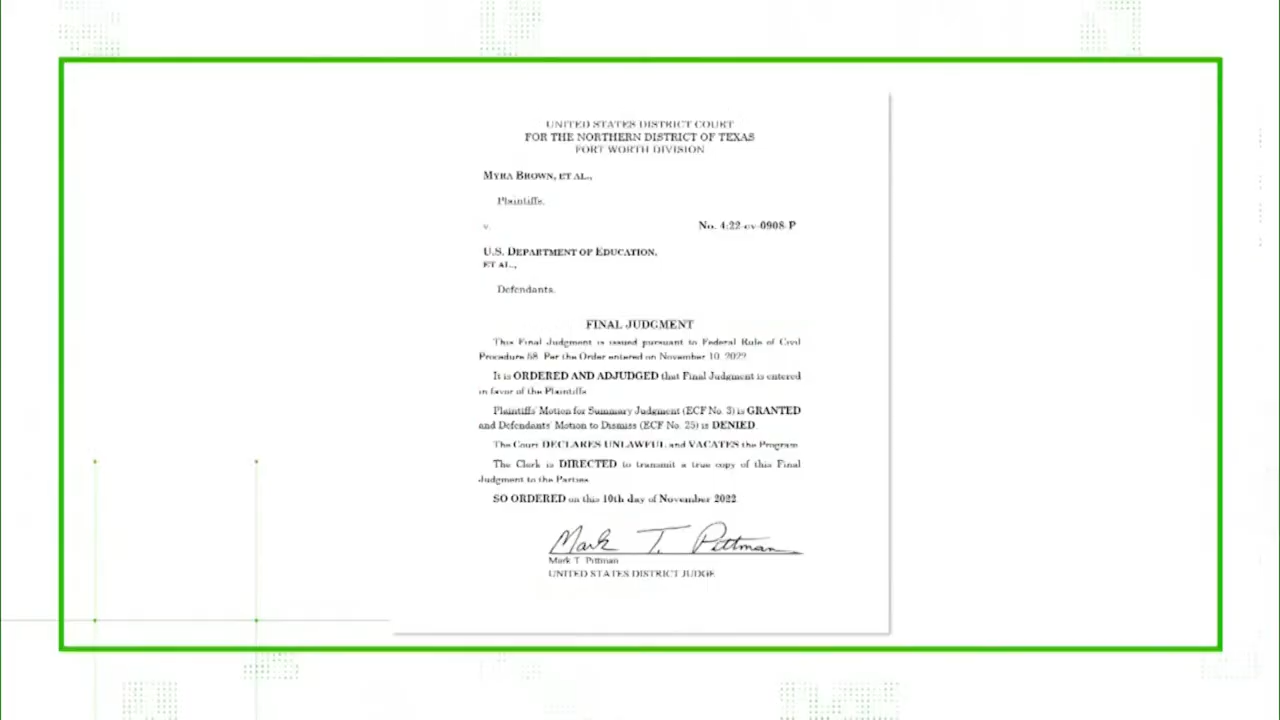 UNITED STATES DISTRICT COURT
FOR THE NORTHERN DISTRICT OF TEXAS
FORT WORTH DIVISION
MYRA BROWN, ET AL.,
Plaintiffs,
v.
No. 4:22-cv-0908-P
U.S. DEPARTMENT OF EDUCATION,
ET AL.,
Defendants.
FINAL JUDGMENT
This Final Judgment is issued pursuant to Federal Rule of Civil
Procedure 58. Per the Order entered on November 10, 2022
It is ORDERED AND ADJUDGED that Final Judgment is entered
in favor of the Plaintiffs
Plaintiffs' Motion for Summary Judgment (ECF No. 3) is GRANTED
and Defendants' Motion to Dismiss (ECF No. 25) is DENIED.
The Court DECLARES UNLAWFUL and VACATES the Program.
The Clerk is DIRECTED to transmit a true copy of this Final
Judgment to the Parties.
SO ORDERED on this 10th day of November 2022.
Mark T. Pittman
Mark T. Pittman
UNITED STATES DISTRICT JUDGE